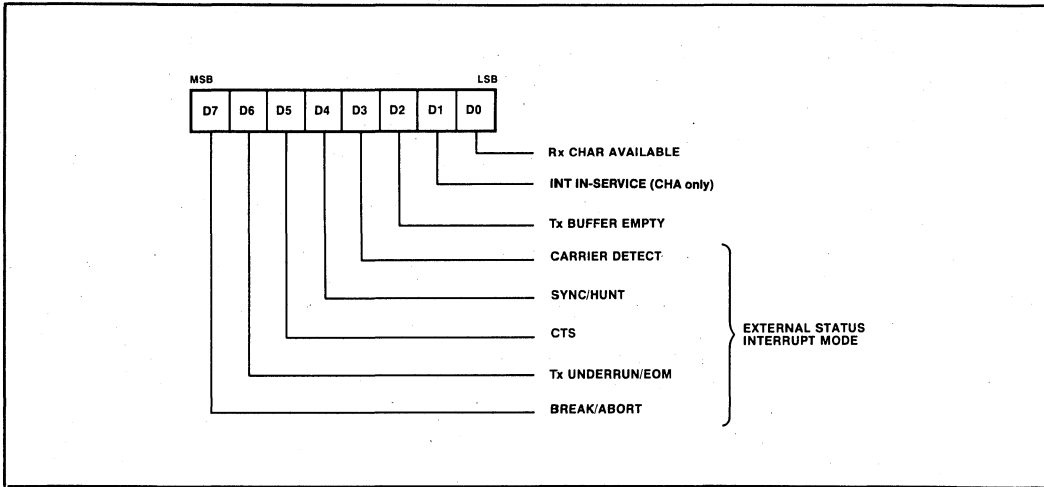 MSB LSB
D7 D6 D5 D4 D3 D2 D1 D0
Rx CHAR AVAILABLE
INT IN-SERVICE (CHA only)
Tx BUFFER EMPTY
CARRIER DETECT
SYNC/HUNT
CTS
Tx UNDERRUN/EOM
BREAK/ABORT
EXTERNAL STATUS
INTERRUPT MODE